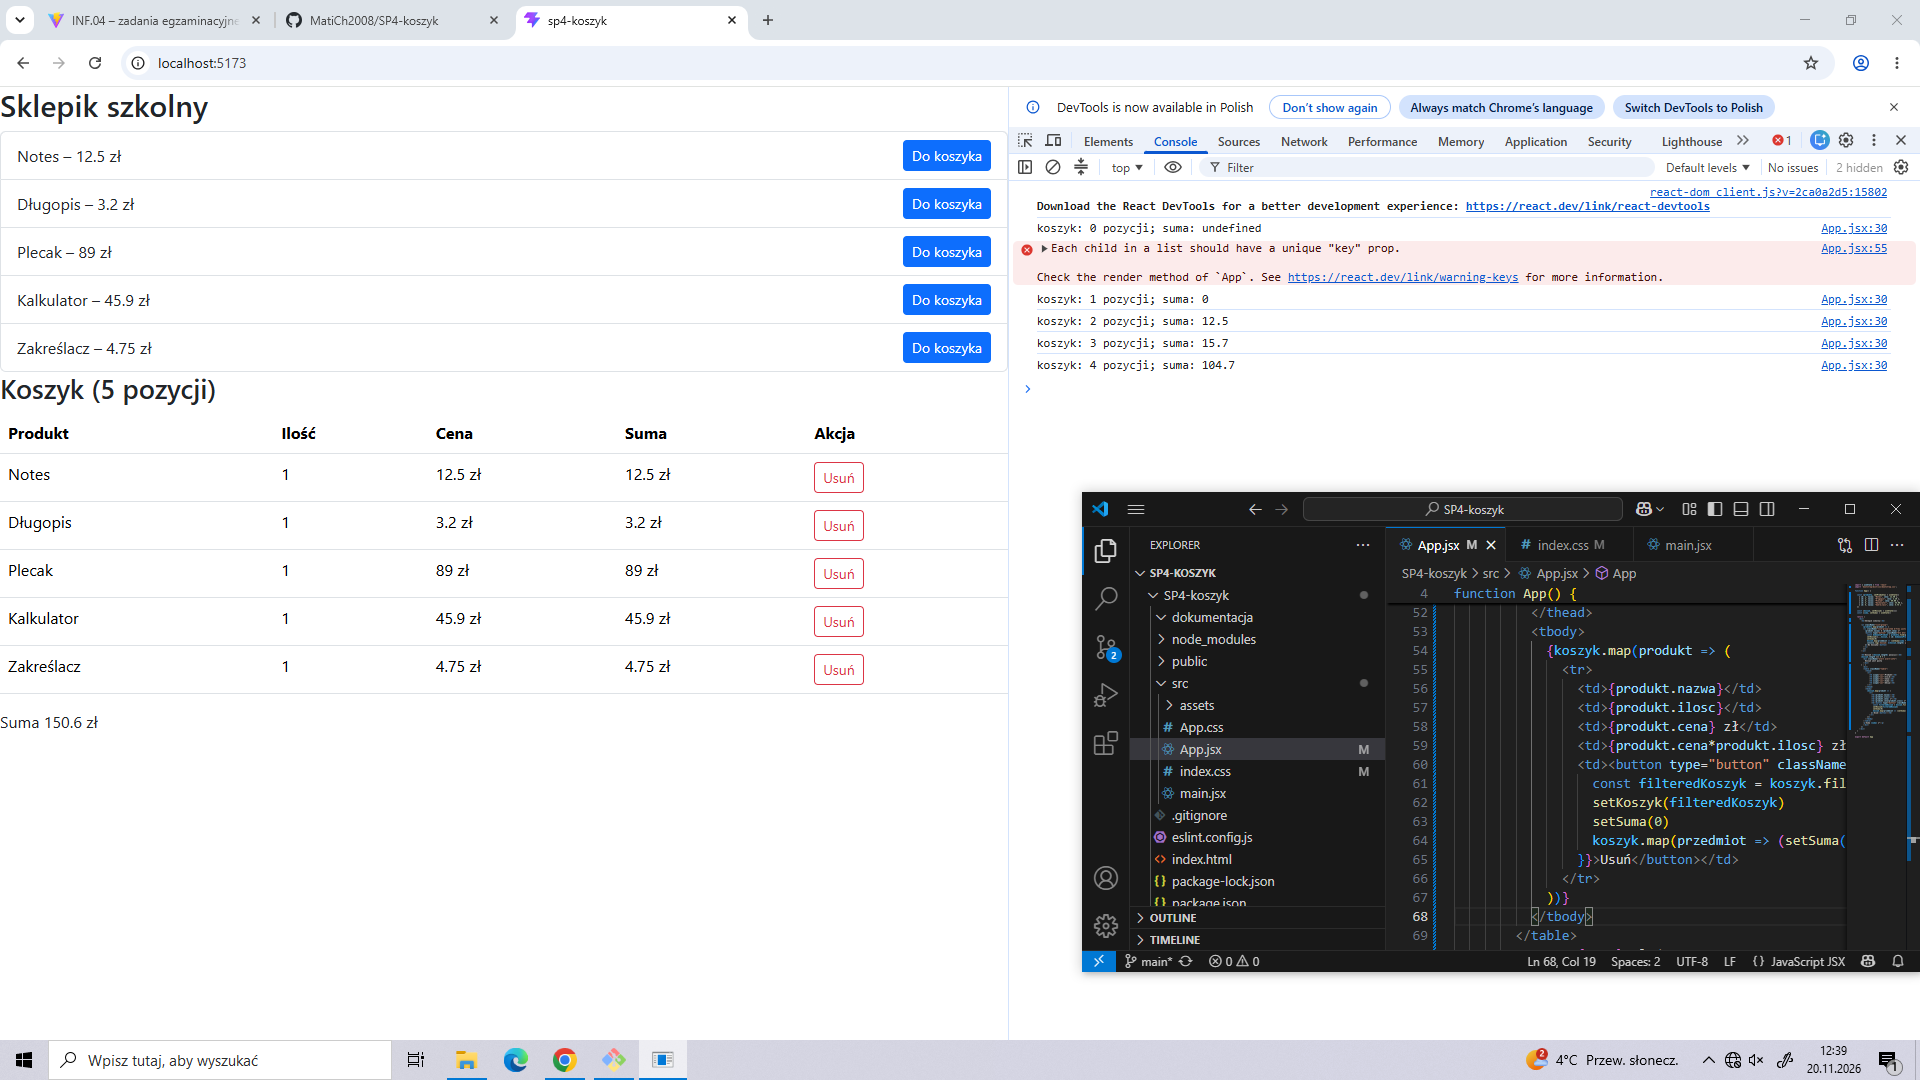 INF.04 – zadania egzaminacyjne
MatiCh2008/SP4-koszyk
sp4-koszyk
localhost:5173
Sklepik szkolny
Notes – 12.5 zł
Do koszyka
Długopis – 3.2 zł
Do koszyka
Plecak – 89 zł
Do koszyka
Kalkulator – 45.9 zł
Do koszyka
Zakreślacz – 4.75 zł
Do koszyka
Koszyk (5 pozycji)
Produkt Ilość Cena Suma Akcja
Notes 1 12.5 zł 12.5 zł Usuń
Długopis 1 3.2 zł 3.2 zł Usuń
Plecak 1 89 zł 89 zł Usuń
Kalkulator 1 45.9 zł 45.9 zł Usuń
Zakreślacz 1 4.75 zł 4.75 zł Usuń
Suma 150.6 zł
DevTools is now available in Polish Don't show again Always match Chrome's language Switch DevTools to Polish
Elements Console Sources Network Performance Memory Application Security Lighthouse 1
top Filter Default levels No issues 2 hidden
react-dom_client.js?v=2ca0a2d5:15802
Download the React DevTools for a better development experience: https://react.dev/link/react-devtools
koszyk: 0 pozycji; suma: undefined App.jsx:30
Each child in a list should have a unique "key" prop. App.jsx:55
Check the render method of `App`. See https://react.dev/link/warning-keys for more information.
koszyk: 1 pozycji; suma: 0 App.jsx:30
koszyk: 2 pozycji; suma: 12.5 App.jsx:30
koszyk: 3 pozycji; suma: 15.7 App.jsx:30
koszyk: 4 pozycji; suma: 104.7 App.jsx:30
SP4-koszyk
EXPLORER
SP4-KOSZYK
SP4-koszyk
dokumentacja
node_modules
public
src
assets
App.css
App.jsx M
index.css M
main.jsx
.gitignore
eslint.config.js
index.html
package-lock.json
package.json
OUTLINE
TIMELINE
2
App.jsx M index.css M main.jsx
SP4-koszyk > src > App.jsx > App
4 function App() {
52 </thead>
53 <tbody>
54 {koszyk.map(produkt => (
55 <tr>
56 <td>{produkt.nazwa}</td>
57 <td>{produkt.ilosc}</td>
58 <td>{produkt.cena} zł</td>
59 <td>{produkt.cena*produkt.ilosc} zł
60 <td><button type="button" className
61 const filteredKoszyk = koszyk.fil
62 setKoszyk(filteredKoszyk)
63 setSuma(0)
64 koszyk.map(przedmiot => (setSuma(
65 }}>Usuń</button></td>
66 </tr>
67 ))}
68 </tbody>
69 </table>
main* 0 0 Ln 68, Col 19 Spaces: 2 UTF-8 LF {} JavaScript JSX
Wpisz tutaj, aby wyszukać
2
4°C Przew. słonecz.
12:39
20.11.2026
1